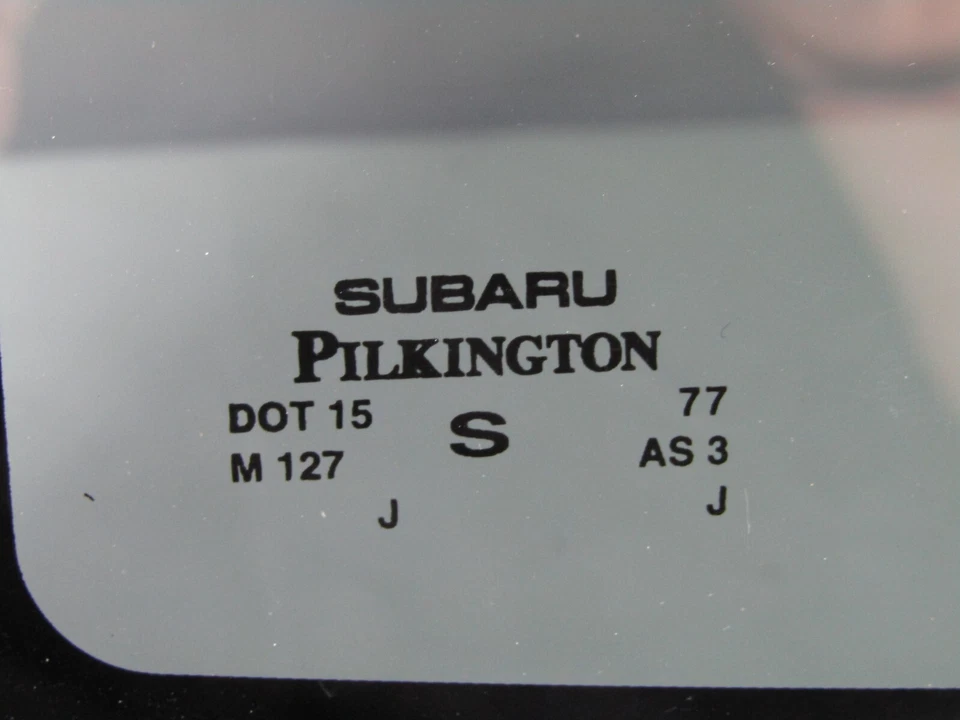 SUBARU
PILKINGTON
DOT 15 S 77
M 127 AS 3
J J